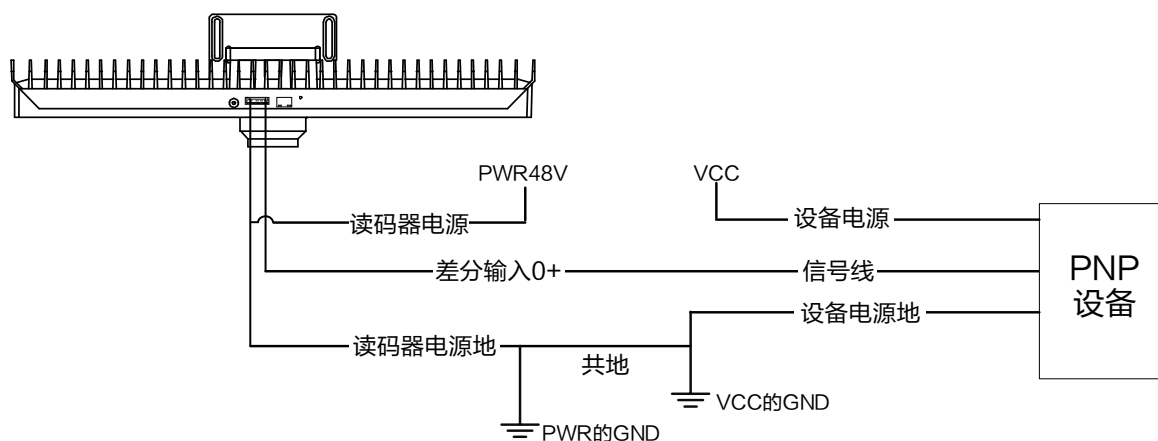 PWR48V
VCC
读码器电源
设备电源
差分输入0+
信号线
PNP
设备
设备电源地
读码器电源地
共地
VCC的GND
PWR的GND